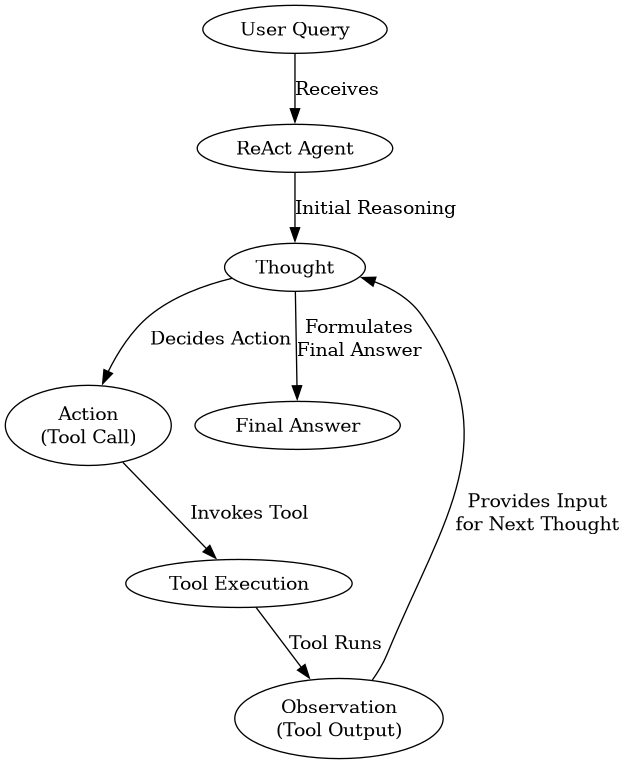 User Query
Receives
ReAct Agent
Initial Reasoning
Thought
Decides Action
Formulates
Final Answer
Action
(Tool Call)
Final Answer
Invokes Tool
Provides Input
for Next Thought
Tool Execution
Tool Runs
Observation
(Tool Output)